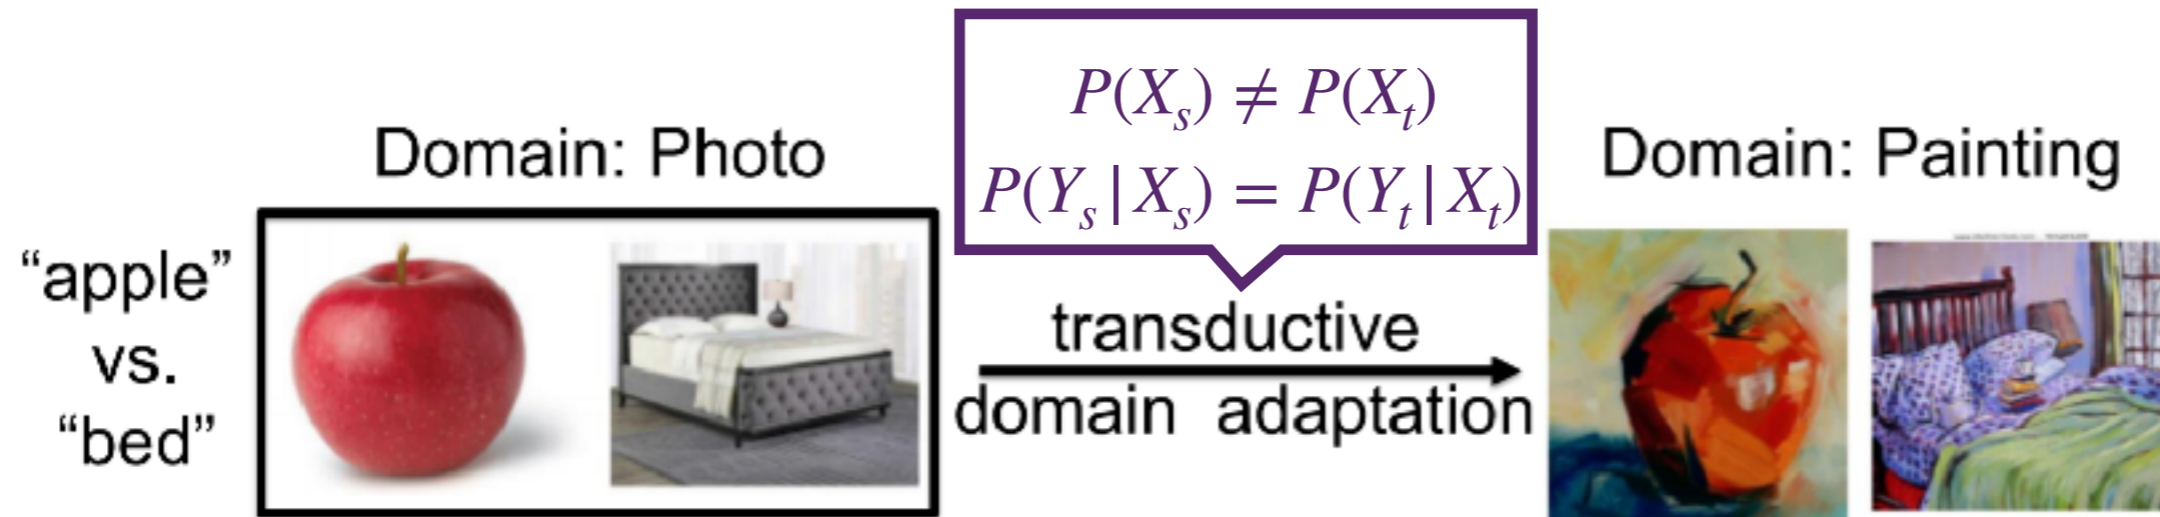 P(Xₛ) ≠ P(Xₜ)
P(Yₛ | Xₛ) = P(Yₜ | Xₜ)
Domain: Photo
Domain: Painting
“apple”
vs.
“bed”
transductive
domain adaptation